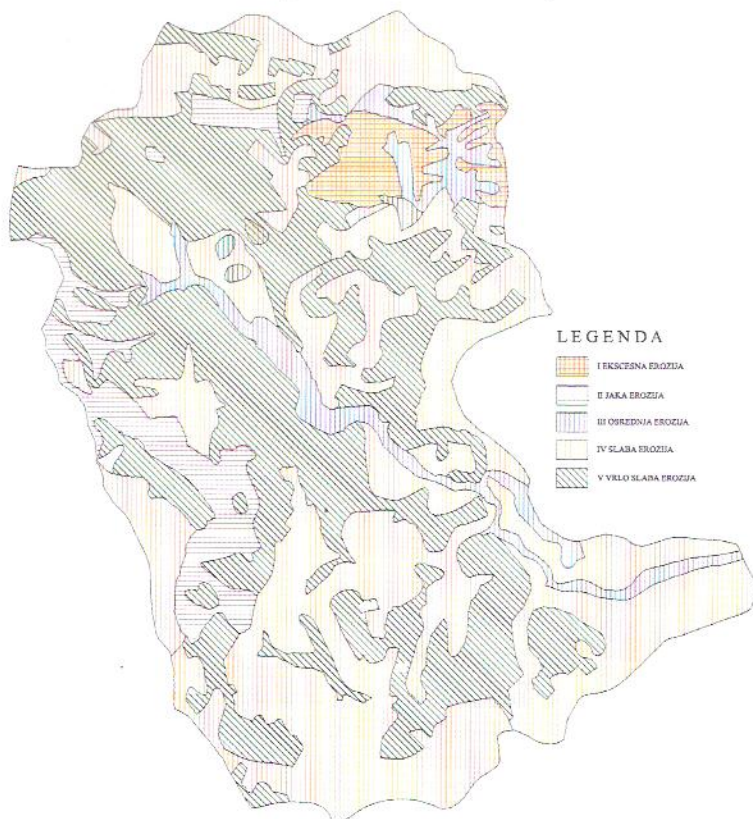 LEGENDA
I EKSCESNA EROZIJA
II JAKA EROZIJA
III OSREDNJA EROZIJA
IV SLABA EROZIJA
V VRLO SLABA EROZIJA